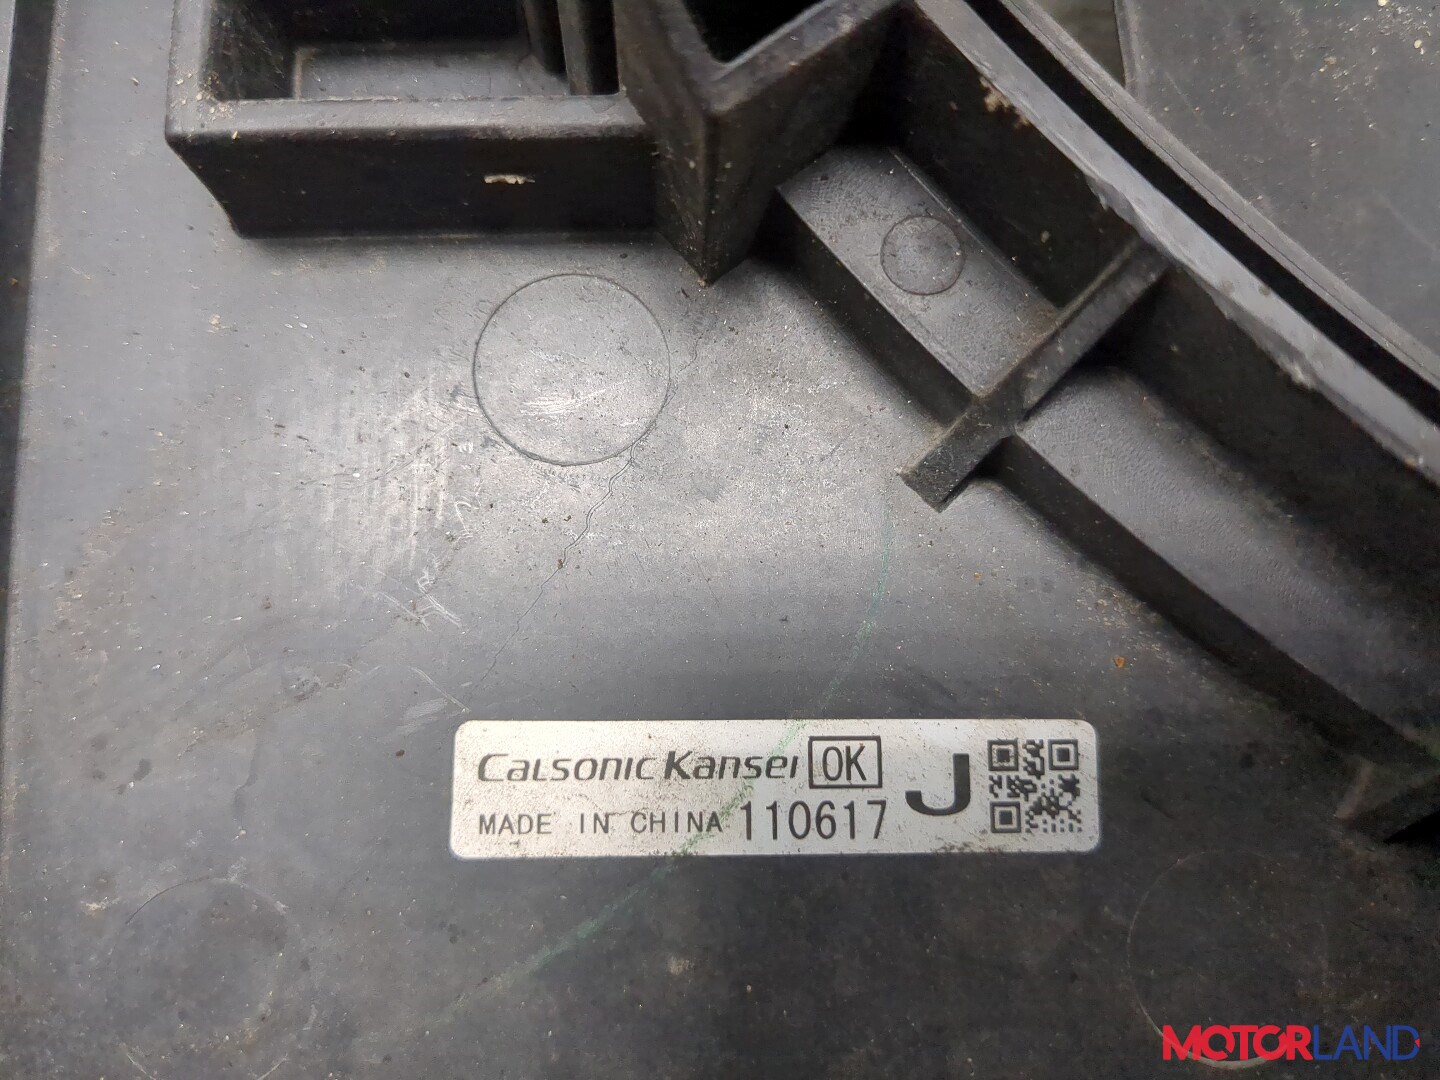 CALSONIC KANSEI OK
MADE IN CHINA 110617 J
MOTORLAND